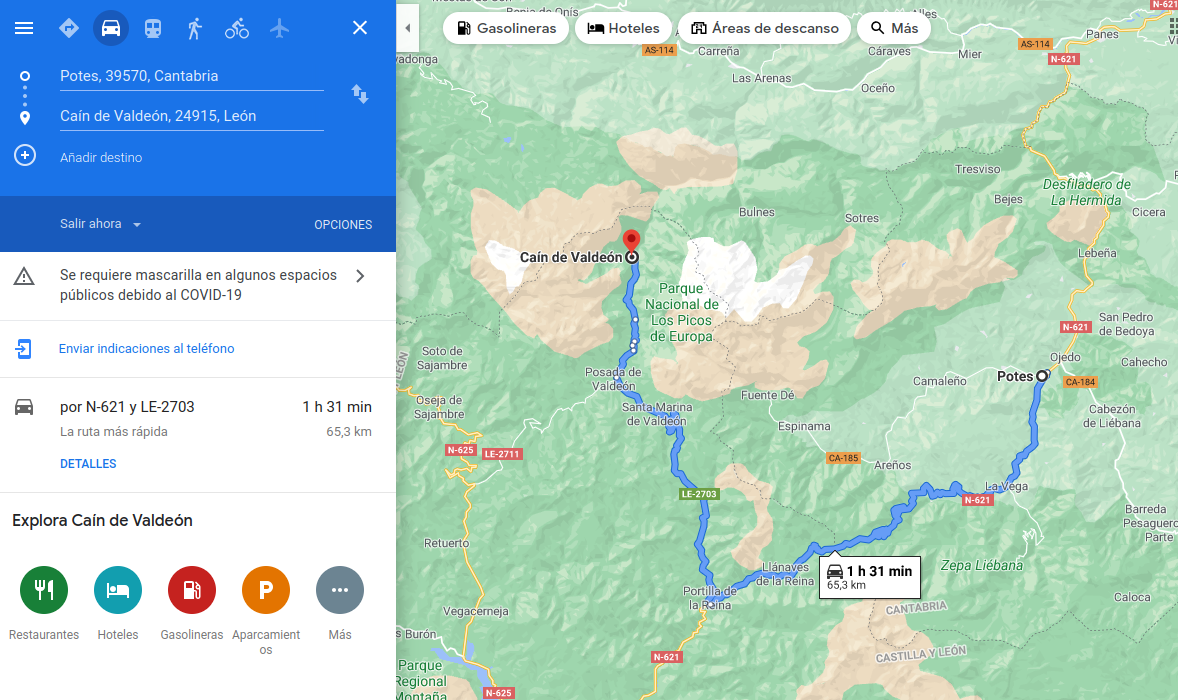 Potes, 39570, Cantabria
Caín de Valdeón, 24915, León
Añadir destino
Salir ahora
OPCIONES
Se requiere mascarilla en algunos espacios
públicos debido al COVID-19
Enviar indicaciones al teléfono
por N-621 y LE-2703
1 h 31 min
La ruta más rápida
65,3 km
DETALLES
Explora Caín de Valdeón
Restaurantes
Hoteles
Gasolineras
Aparcamient
os
Más
Gasolineras
Hoteles
Áreas de descanso
Más
N-621
Panes
AS-114
AS-114
Carreña
Cáraves
Mier
N-621
vadonga
Las Arenas
Oceño
Tresviso
Desfiladero de
La Hermida
Bejes
Bulnes
Sotres
Cicera
Caín de Valdeón
Lebeña
Parque
Nacional de
Los Picos
de Europa
San Pedro
de Bedoya
N-621
LEÓN
Soto de
Sajambre
Ojedo
Cahecho
Posada de
Valdeón
Potes
CA-184
Camaleño
Fuente Dé
Oseja de
Sajambre
Santa Marina
de Valdeón
Cabezón
de Liébana
Espinama
N-625
LE-2711
CA-185
Areños
LE-2703
La Vega
N-621
Barreda
Pesaguero
Parte
Retuerto
Llánaves
de la Reina
1 h 31 min
65,3 km
Zepa Liébana
Portilla de
la Reina
Caloca
Vegacerneja
CANTABRIA
s Burón
CASTILLA Y LEÓN
N-621
Parque
Regional
Montaña
N-625